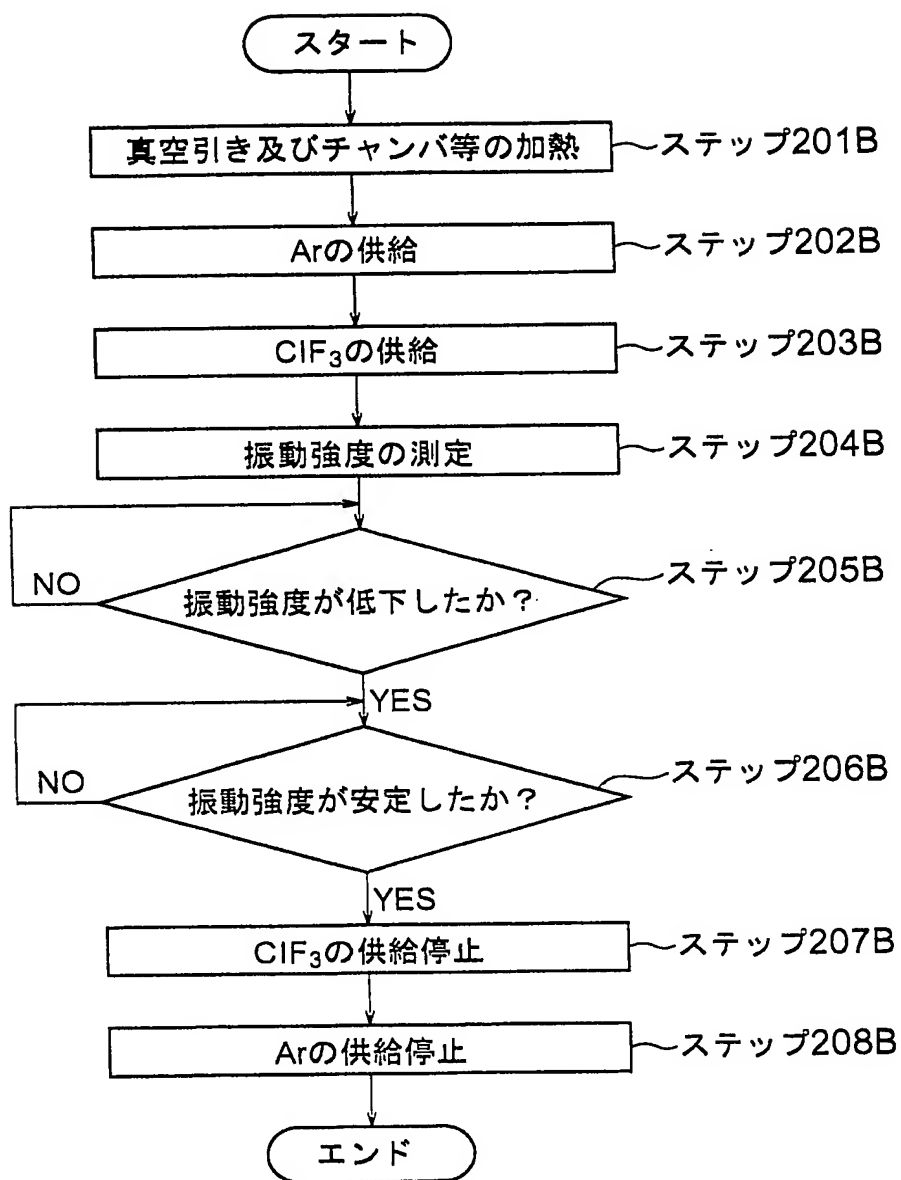 スタート
真空引き及びチャンバ等の加熱
ステップ201B
Arの供給
ステップ202B
ClF₃の供給
ステップ203B
振動強度の測定
ステップ204B
振動強度が低下したか？
ステップ205B
NO
YES
振動強度が安定したか？
ステップ206B
NO
YES
ClF₃の供給停止
ステップ207B
Arの供給停止
ステップ208B
エンド